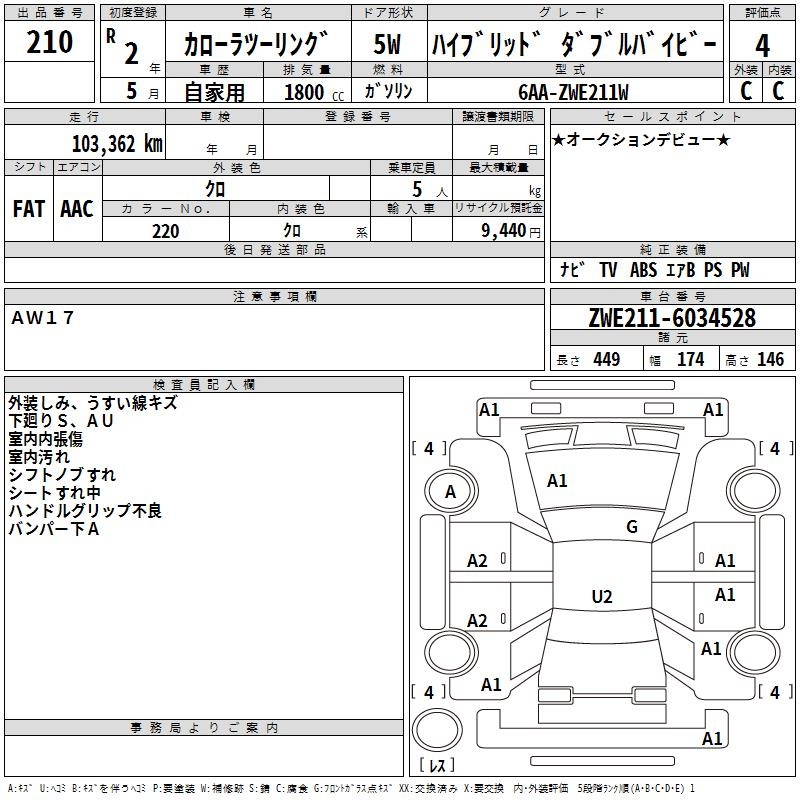 出品番号 初度登録 車名 ドア形状 グレード 評価点
210 R 2 年 カローラツーリング゛ 5W ハイブ゛リット゛ ダ゛ブ゛ルバ゛イビ゛ー 4
車歴 排気量 燃料 型式 外装 内装
5 月 自家用 1800 CC ガ゛ソリン 6AA-ZWE211W C C
走行 車検 登録番号 譲渡書類期限 セールスポイント
103,362 km 年 月 月 日 ★オークションデビュー★
シフト エアコン 外装色 乗車定員 最大積載量
FAT AAC クロ 5 人 kg
カラーNo. 内装色 輸入車 リサイクル預託金
220 クロ 系 9,440 円
後日発送部品 純正装備
ナビ゛ TV ABS エアB PS PW
注意事項欄 車台番号
AW17 ZWE211-6034528
諸元
長さ 449 幅 174 高さ 146
検査員記入欄
外装しみ、うすい線キズ
下廻りS、AU
室内内張傷
室内汚れ
シフトノブすれ
シートすれ中
ハンドルグリップ不良
バンパー下A
A1 A1
[ 4 ] [ 4 ]
A1
A
G
A2 A1
U2 A1
A2
A1
A1
[ 4 ] [ 4 ]
A1
[ レス ]
事務局よりご案内
A:キズ U:ヘコミ B:キズを伴うヘコミ P:要塗装 W:補修跡 S:錆 C:腐食 G:フロントガラス点キズ XX:交換済み X:要交換 内・外装評価 5段階ランク順(A・B・C・D・E) 1